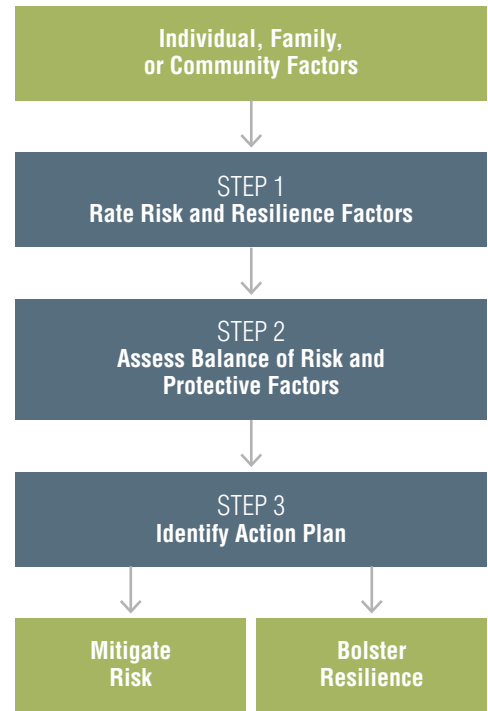 Individual, Family,
or Community Factors
STEP 1
Rate Risk and Resilience Factors
STEP 2
Assess Balance of Risk and
Protective Factors
STEP 3
Identify Action Plan
Mitigate
Risk
Bolster
Resilience